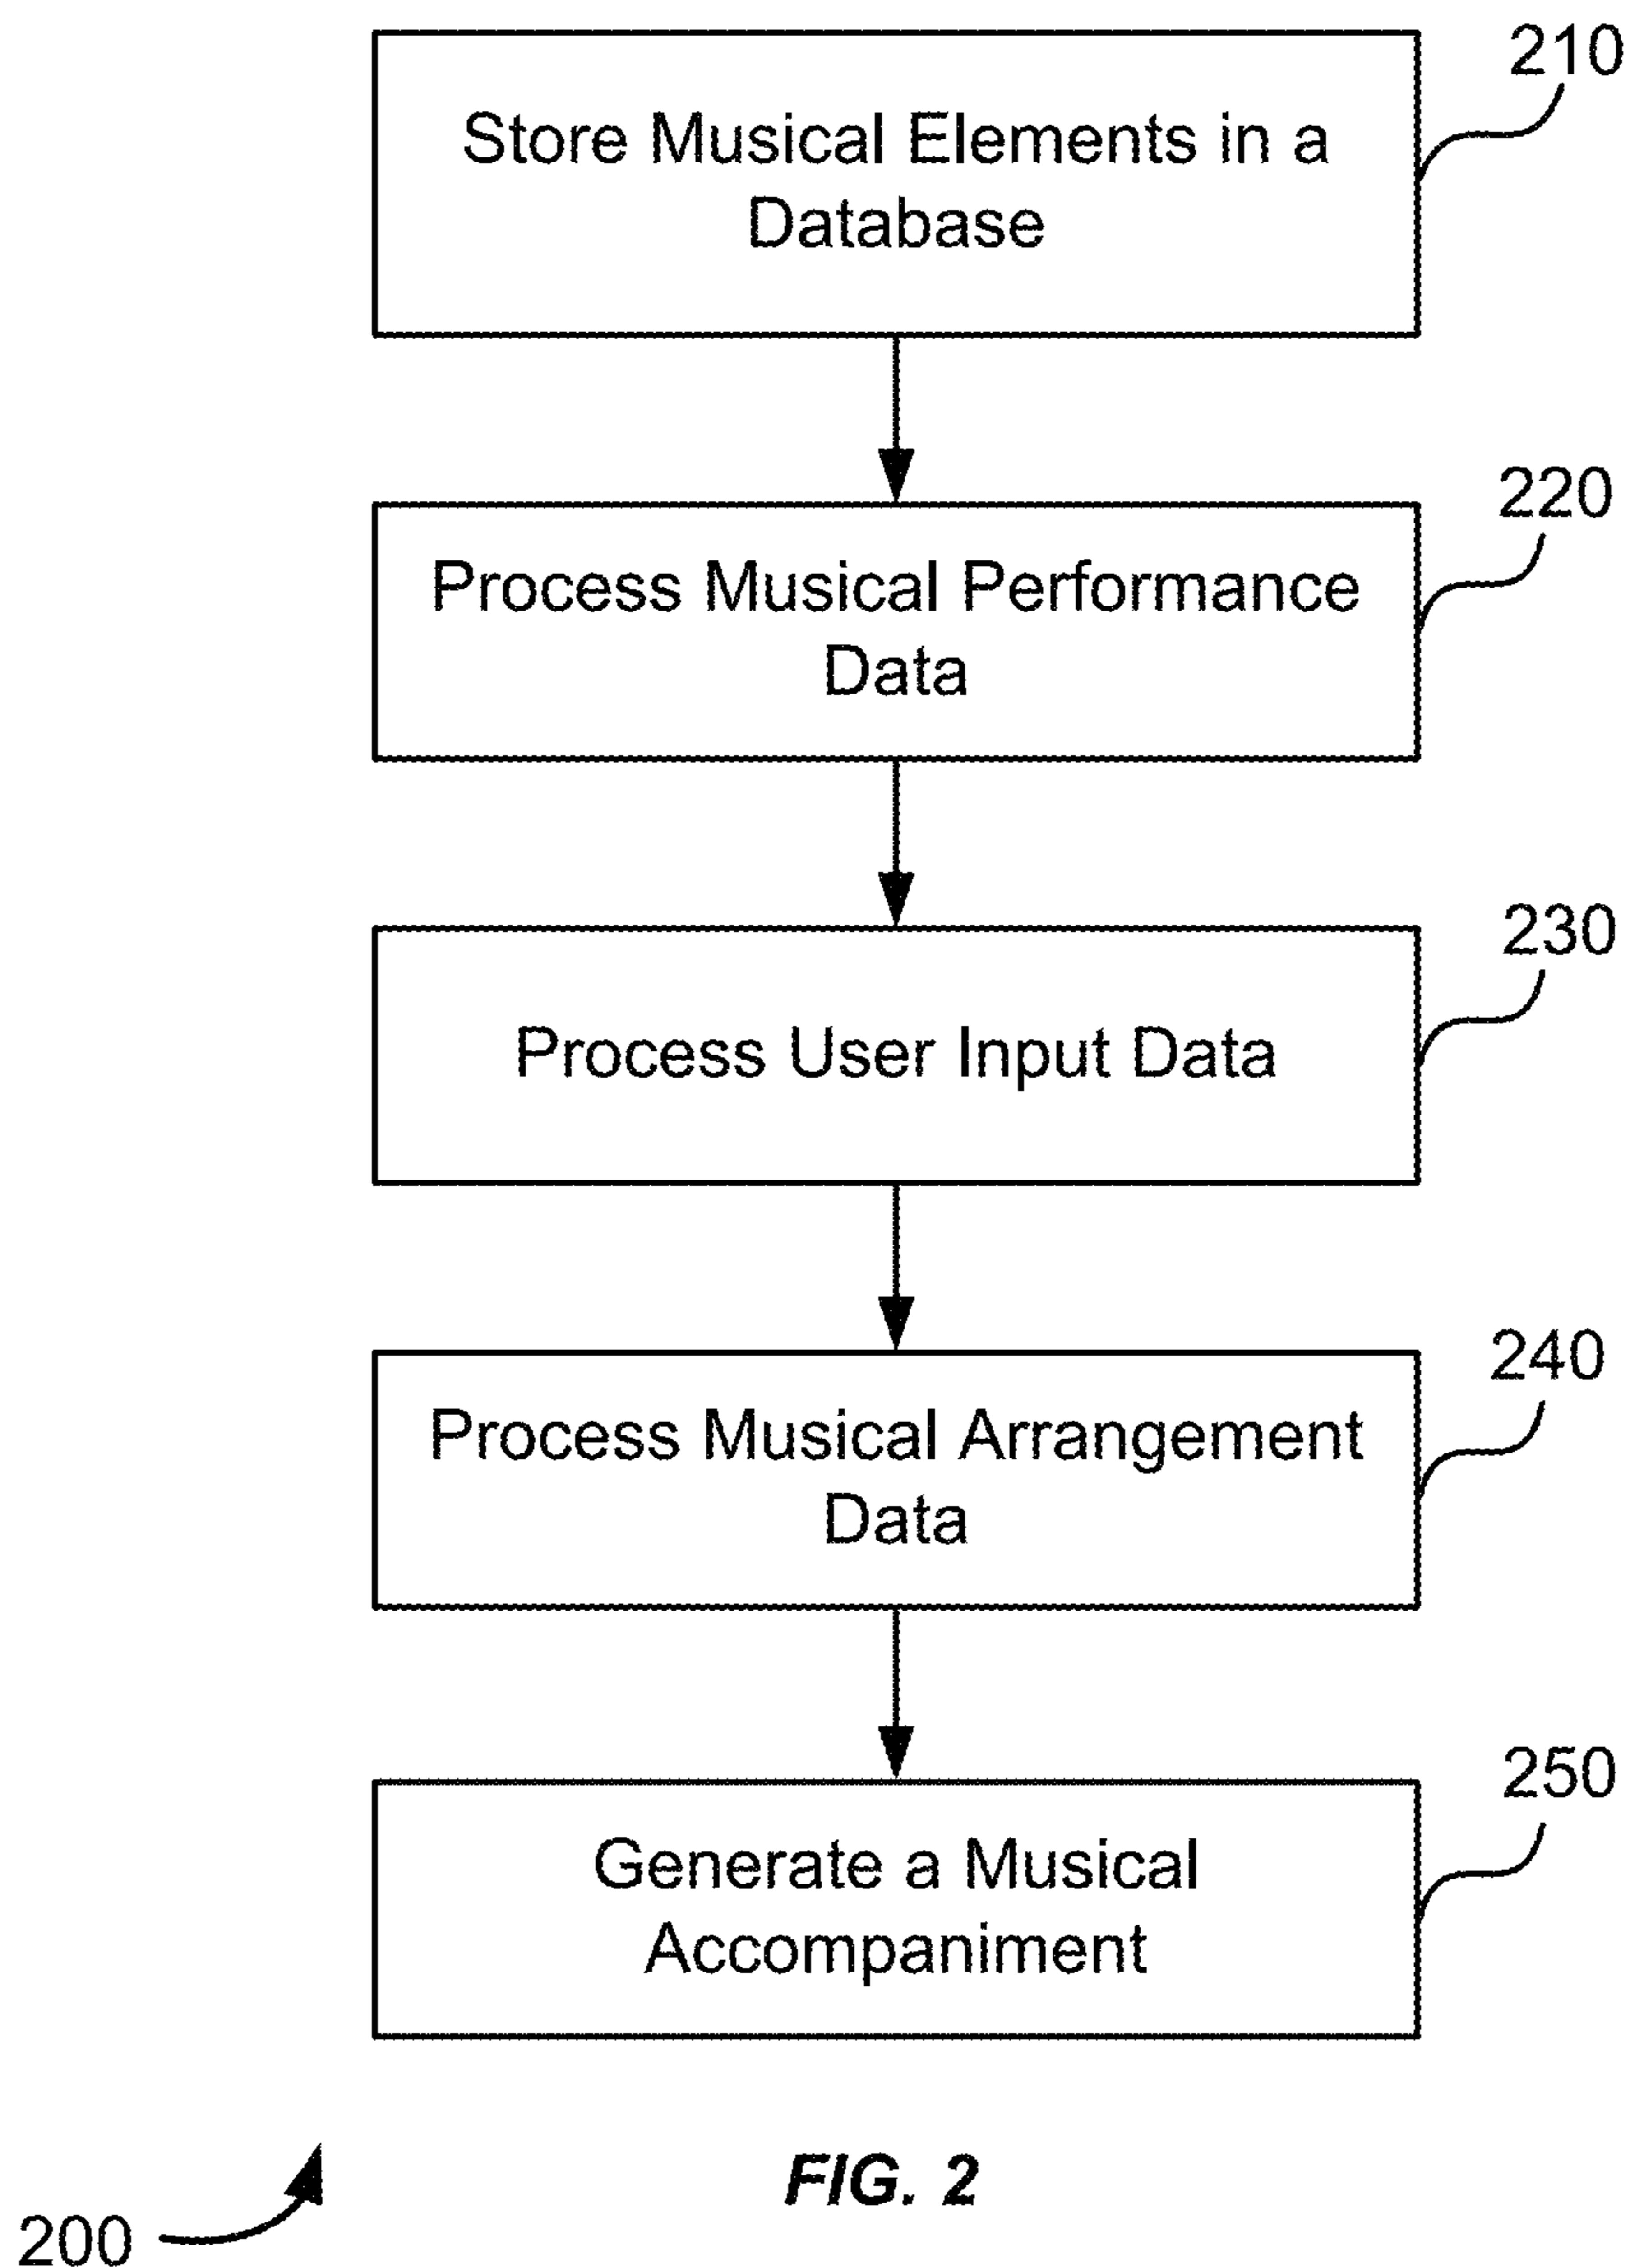 210
Store Musical Elements in a
Database
220
Process Musical Performance
Data
230
Process User Input Data
240
Process Musical Arrangement
Data
250
Generate a Musical
Accompaniment
FIG. 2
200